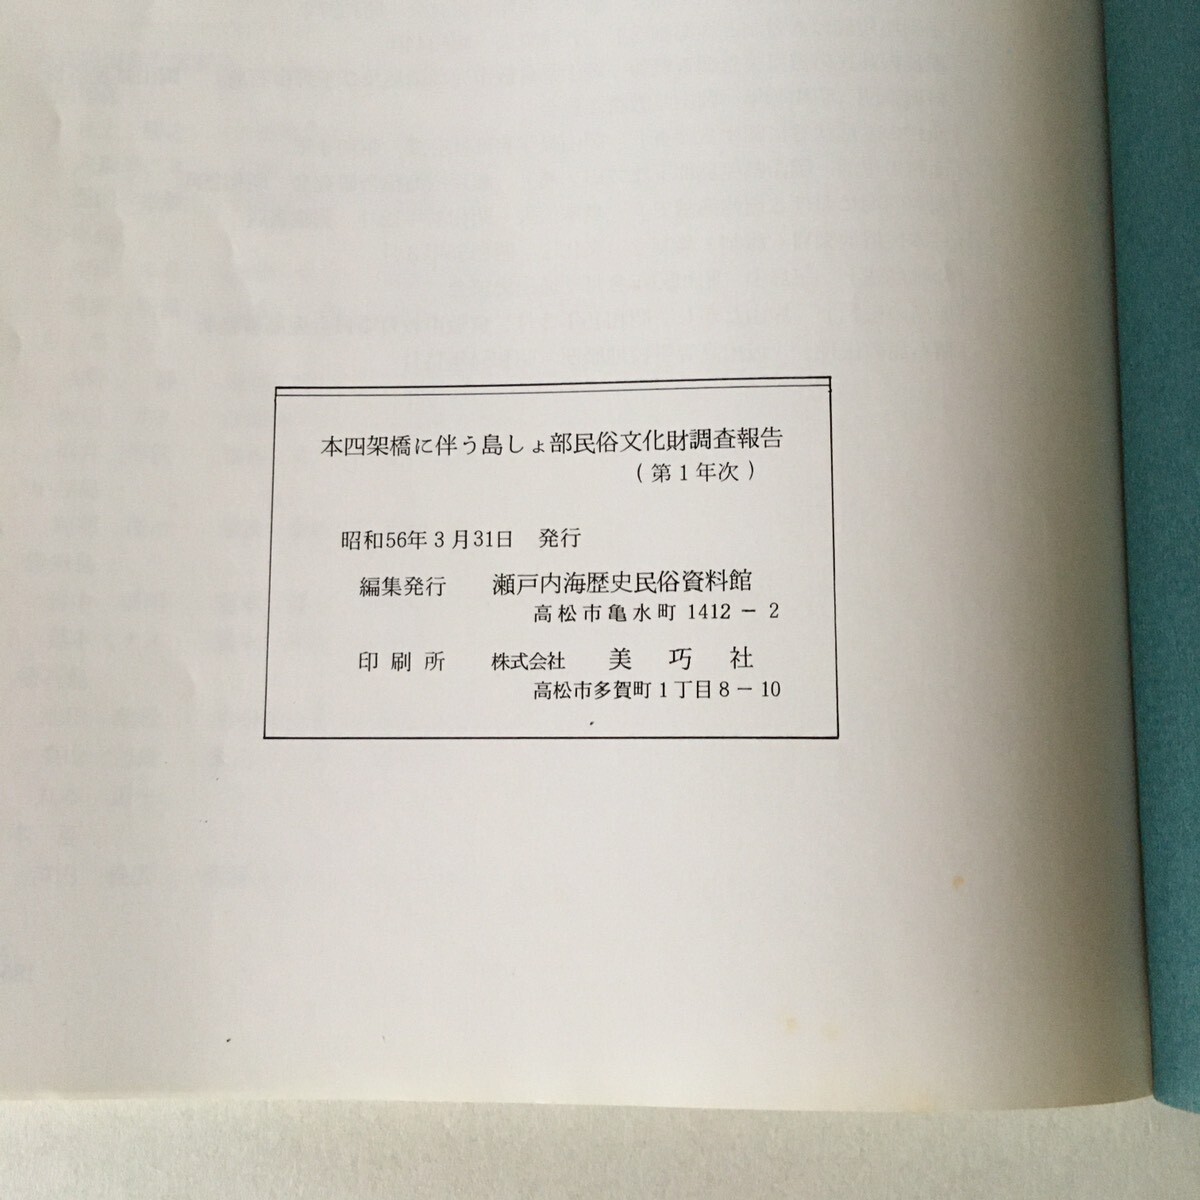 本四架橋に伴う島しょ部民俗文化財調査報告
(第1年次)
昭和56年3月31日 発行
編集発行 瀬戸内海歴史民俗資料館
高松市亀水町 1412－2
印刷所 株式会社 美巧社
高松市多賀町1丁目8－10